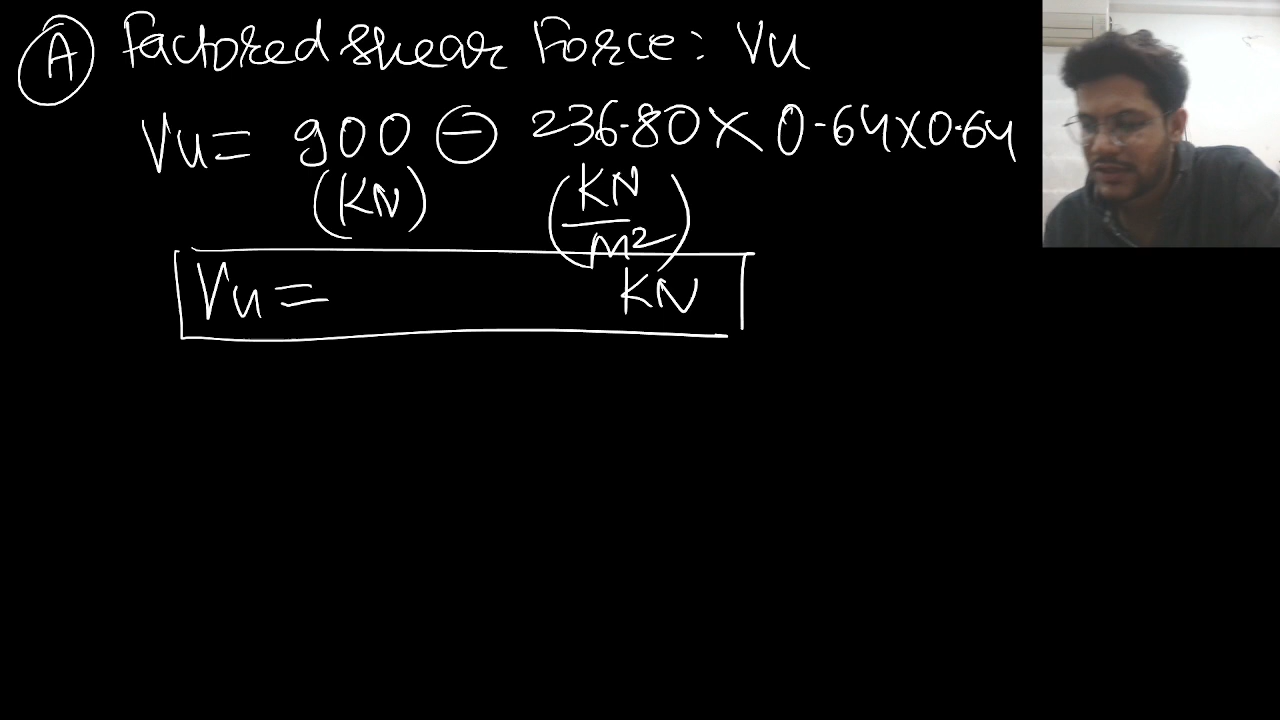 A Factored shear Force: Vu
Vu = 900 - 236.80 X 0.64 X 0.64
(KN) (KN/m²)
Vu = KN